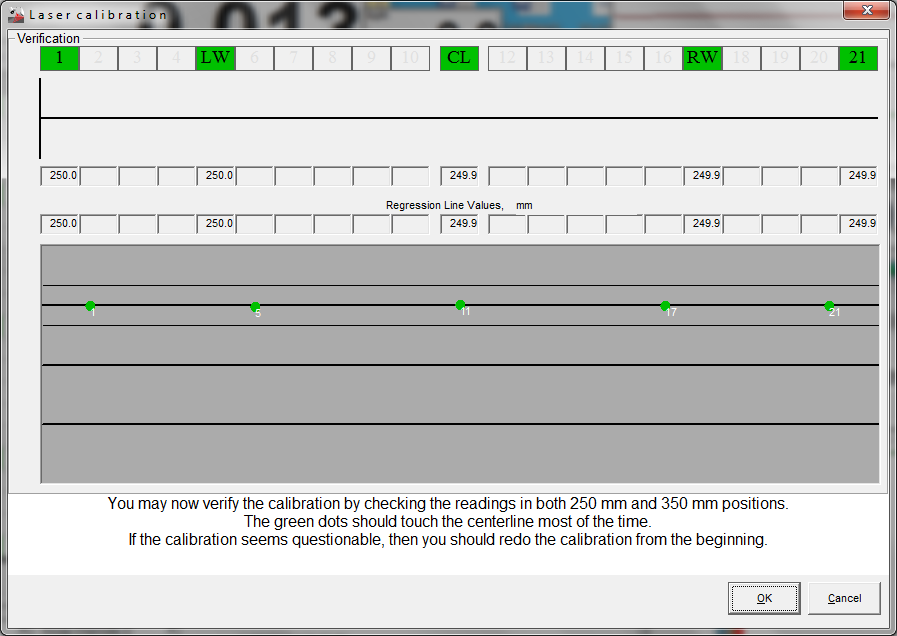 Laser calibration
Verification
1 2 3 4 LW 6 7 8 9 10 CL 12 13 14 15 16 RW 18 19 20 21
250.0 250.0 249.9 249.9 249.9
Regression Line Values, mm
250.0 250.0 249.9 249.9 249.9
1 5 11 17 21
You may now verify the calibration by checking the readings in both 250 mm and 350 mm positions.
The green dots should touch the centerline most of the time.
If the calibration seems questionable, then you should redo the calibration from the beginning.
OK Cancel